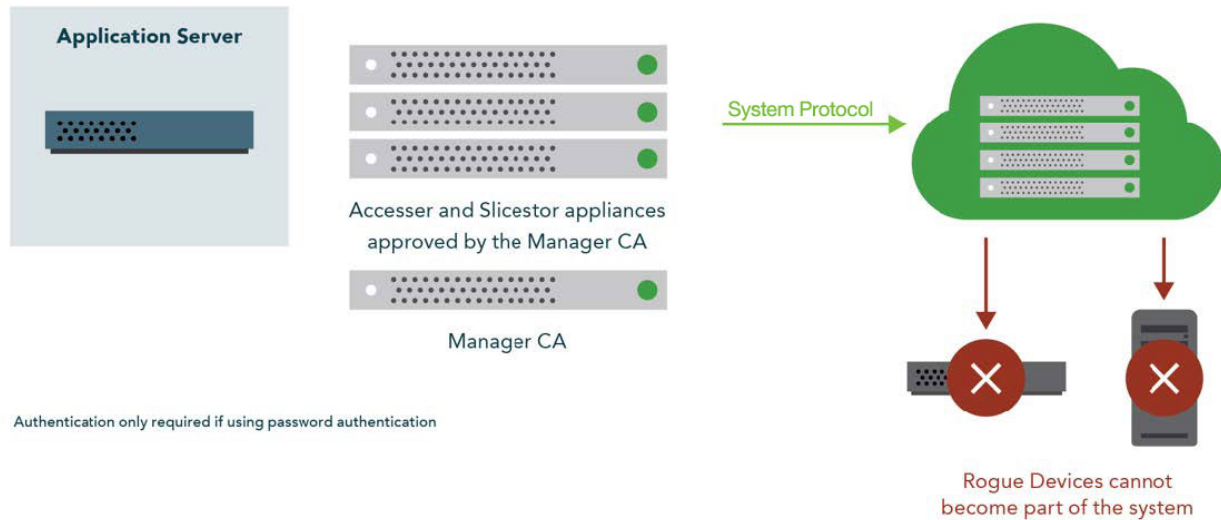 Application Server
System Protocol
Accesser and Slicestor appliances
approved by the Manager CA
Manager CA
Authentication only required if using password authentication
Rogue Devices cannot
become part of the system